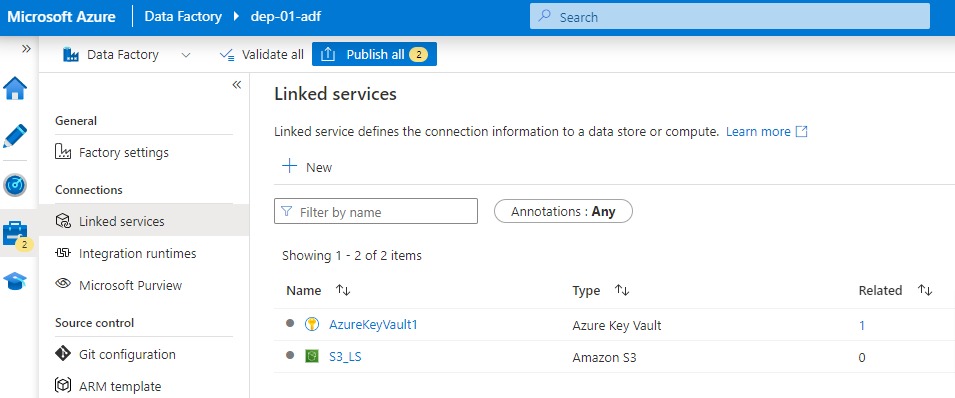 Microsoft Azure Data Factory dep-01-adf Search
Data Factory Validate all Publish all 2
Linked services
General
Linked service defines the connection information to a data store or compute. Learn more
Factory settings
New
Connections
Linked services
Filter by name Annotations : Any
2
Integration runtimes
Showing 1 - 2 of 2 items
Microsoft Purview
Name Type Related
Source control
AzureKeyVault1 Azure Key Vault 1
Git configuration
S3_LS Amazon S3 0
ARM template